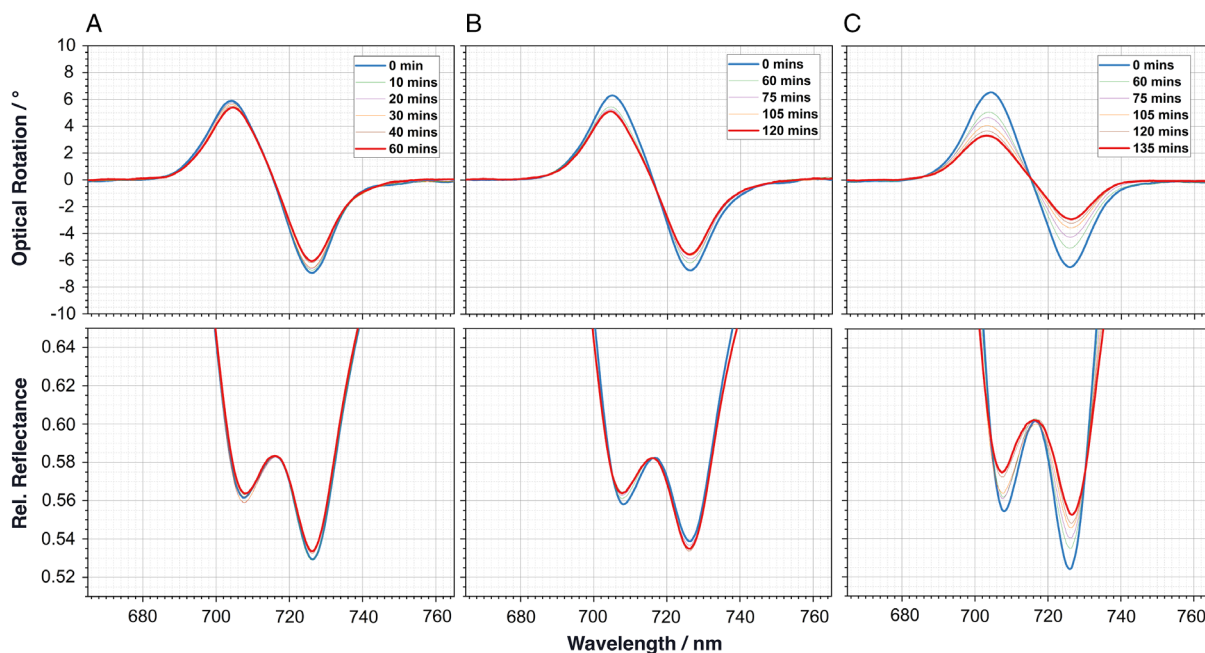 A
B
C
Optical Rotation / °
10
8
6
4
2
0
-2
-4
-6
-8
-10
0 min
10 mins
20 mins
30 mins
40 mins
60 mins
0 mins
60 mins
75 mins
105 mins
120 mins
0 mins
60 mins
75 mins
105 mins
120 mins
135 mins
Rel. Reflectance
0.64
0.62
0.60
0.58
0.56
0.54
0.52
680 700 720 740 760
680 700 720 740 760
680 700 720 740 760
Wavelength / nm